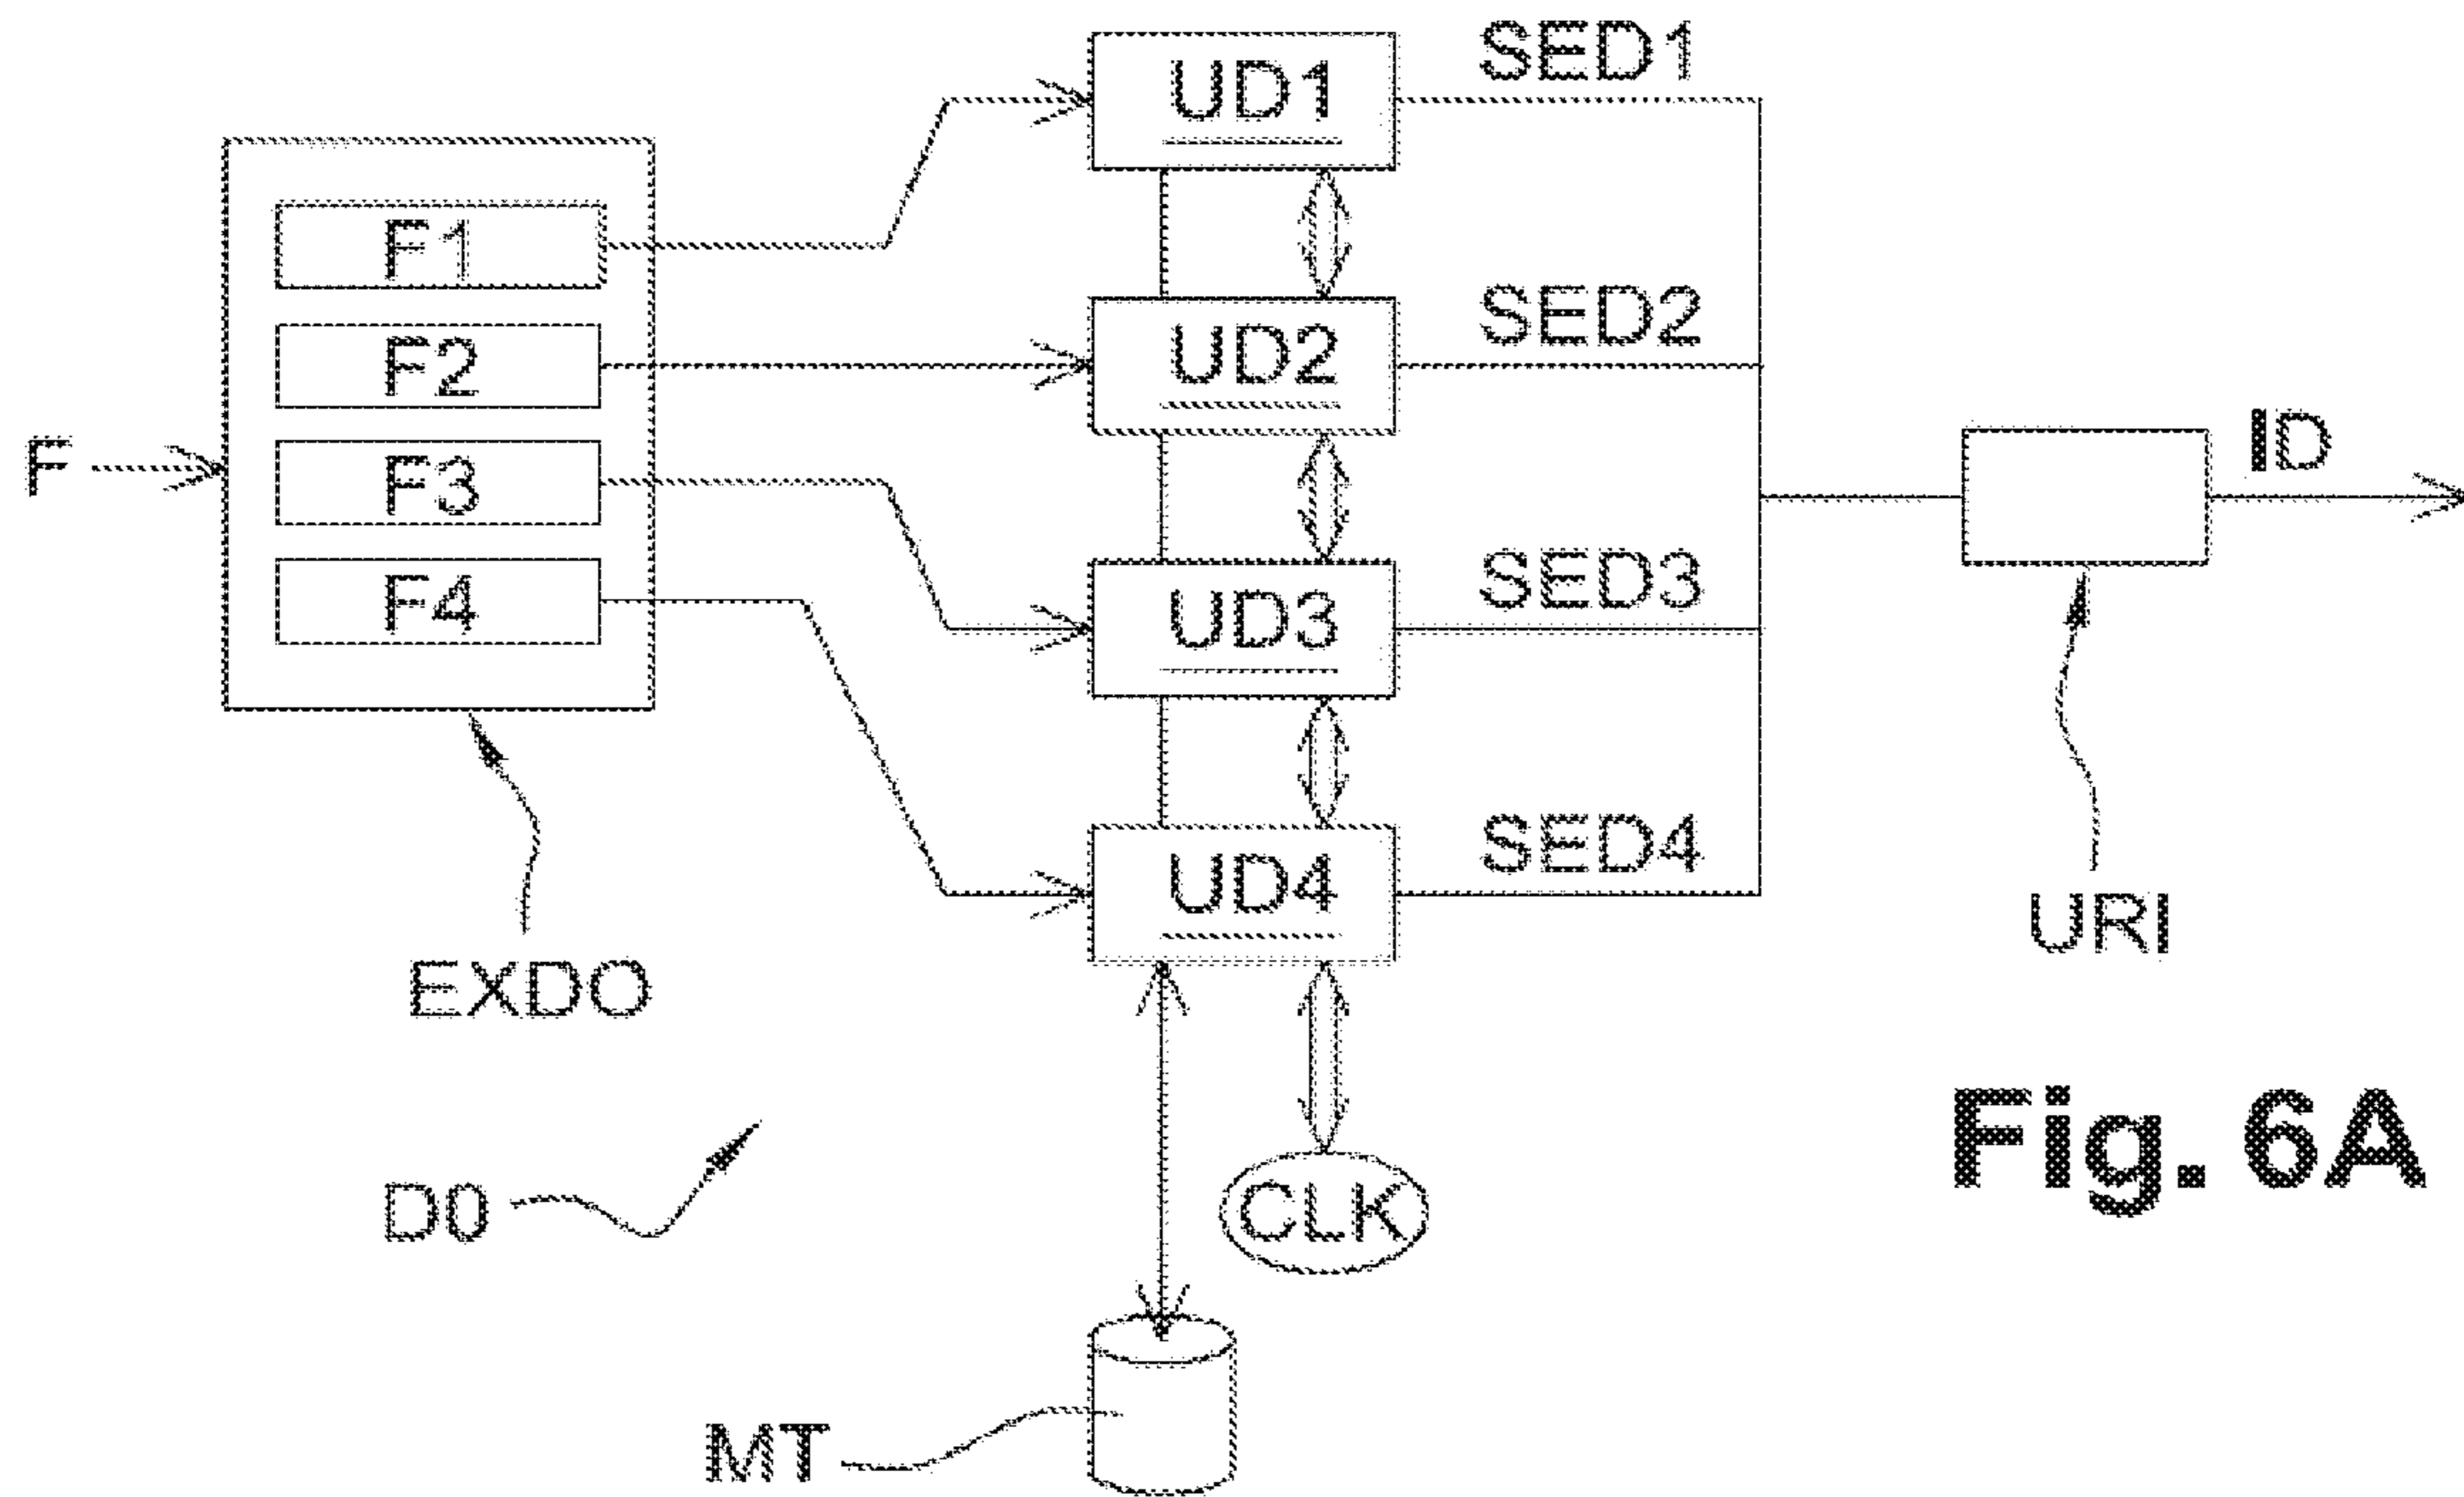 SED1
UD1
F1
SED2
F2
UD2
F
ID
F3
SED3
F4
UD3
SED4
UD4
URI
EXDO
Fig. 6A
D0
CLK
MT